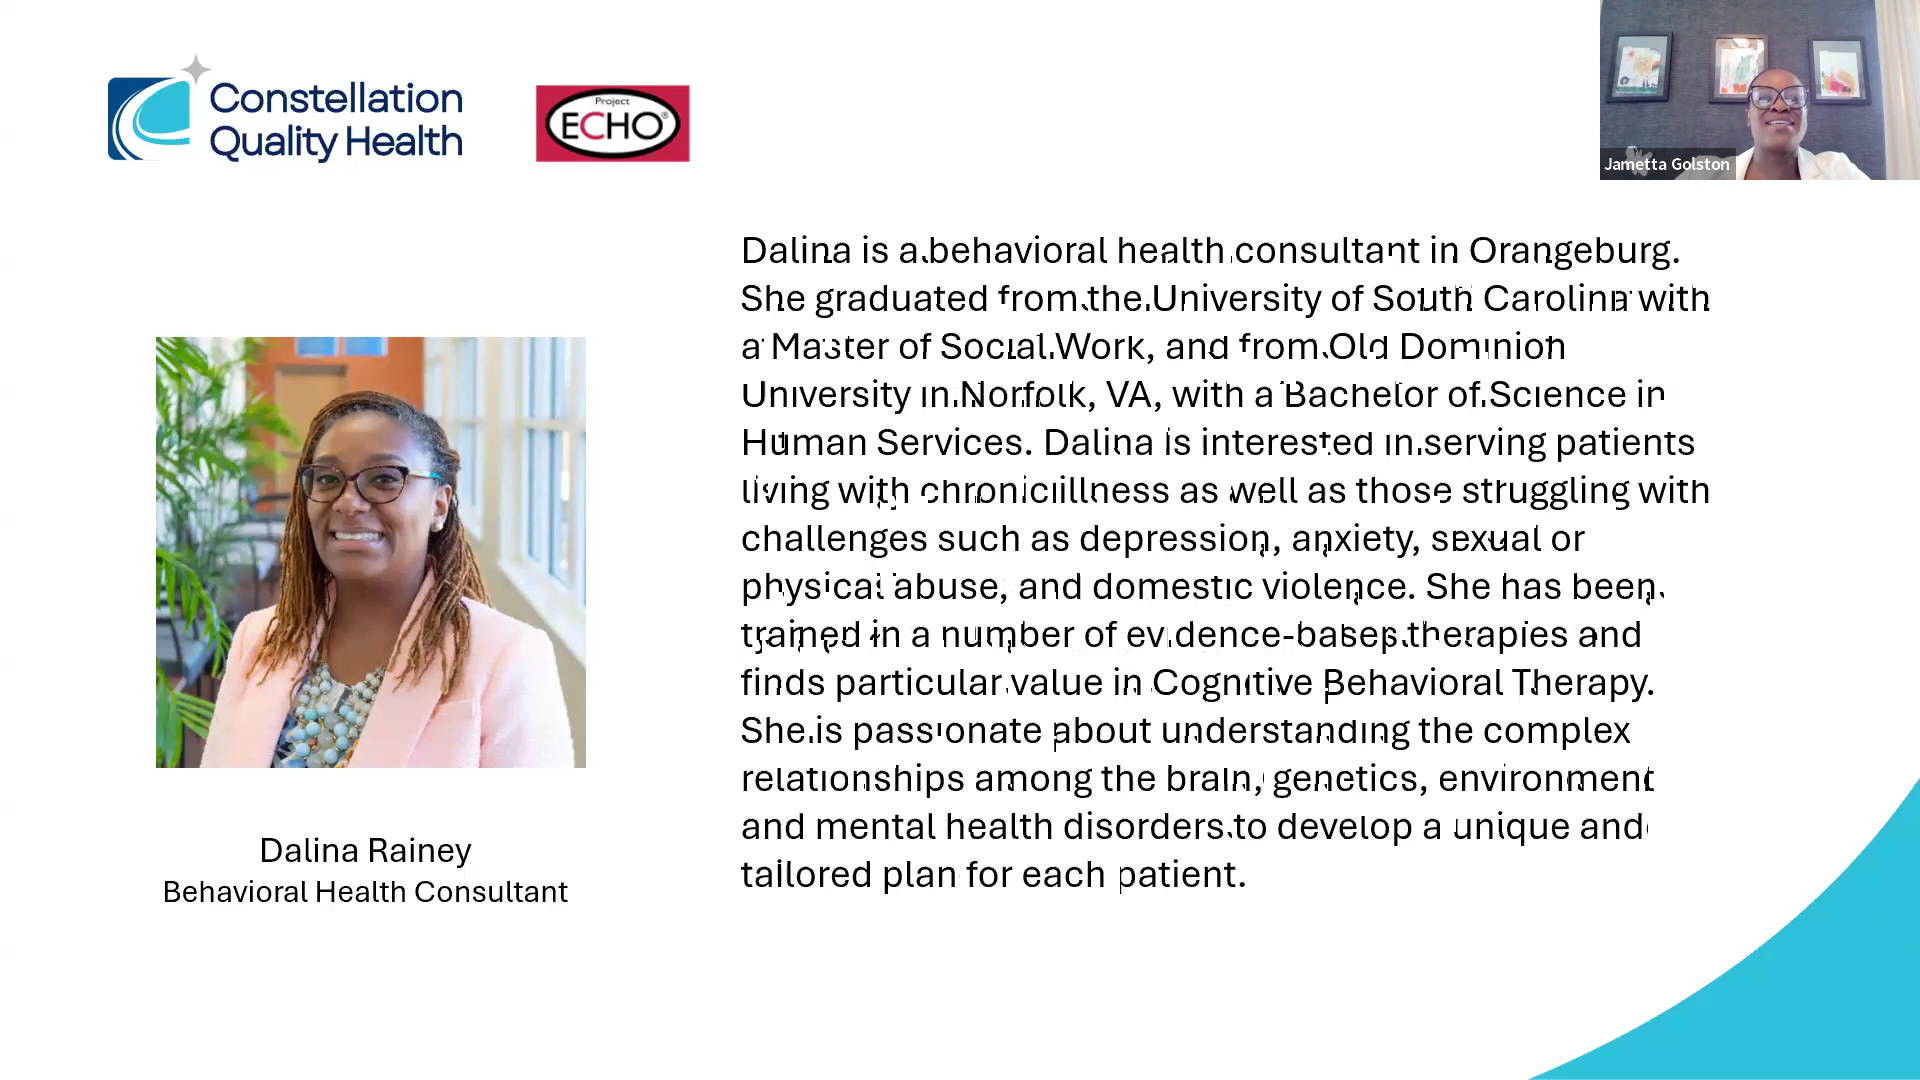 Constellation
Quality Health
Project
ECHO®
Jametta Golston
Dalina is a behavioral health consultant in Orangeburg.
She graduated from the University of South Carolina with
a Master of Social Work, and from Old Dominion
University in Norfolk, VA, with a Bachelor of Science in
Human Services. Dalina is interested in serving patients
living with chronic illness as well as those struggling with
challenges such as depression, anxiety, sexual or
physical abuse, and domestic violence. She has been
trained in a number of evidence-based therapies and
finds particular value in Cognitive Behavioral Therapy.
She is passionate about understanding the complex
relationships among the brain, genetics, environment
and mental health disorders to develop a unique and
tailored plan for each patient.
Dalina Rainey
Behavioral Health Consultant